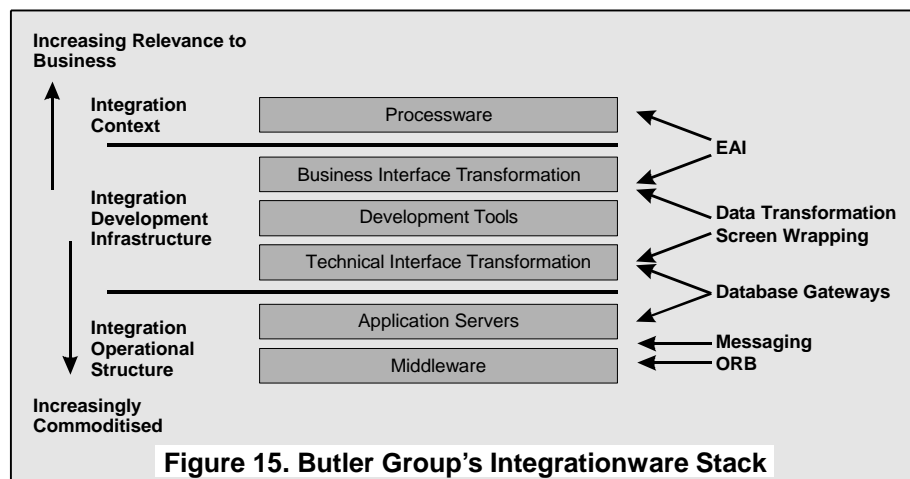 Increasing Relevance to
Business
Integration
Context
Processware
EAI
Business Interface Transformation
Integration
Development
Infrastructure
Development Tools
Data Transformation
Screen Wrapping
Technical Interface Transformation
Database Gateways
Application Servers
Integration
Operational
Structure
Messaging
Middleware
ORB
Increasingly
Commoditised
Figure 15. Butler Group's Integrationware Stack